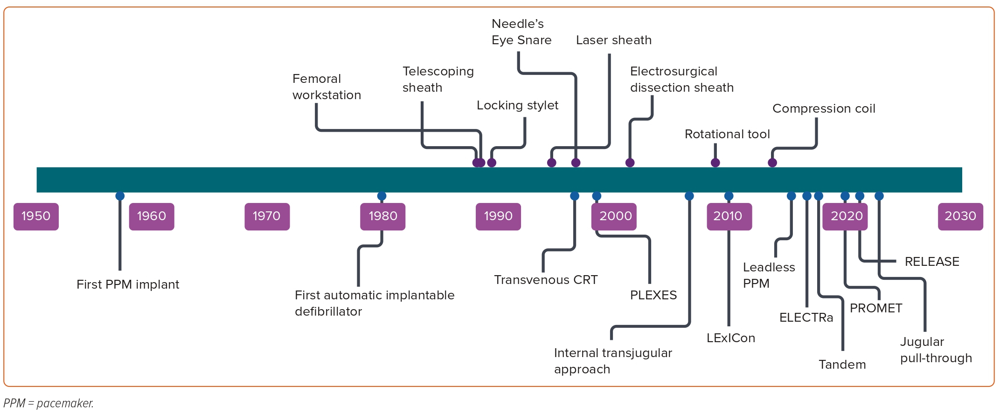 Needle’s
Eye Snare
Laser sheath
Femoral
workstation
Telescoping
sheath
Locking stylet
Electrosurgical
dissection sheath
Rotational tool
Compression coil
1950
1960
1970
1980
1990
2000
2010
2020
2030
First PPM implant
First automatic implantable
defibrillator
Transvenous CRT
PLEXES
Internal transjugular
approach
LExICon
Leadless
PPM
ELECTRa
Tandem
PROMET
RELEASE
Jugular
pull-through
PPM = pacemaker.